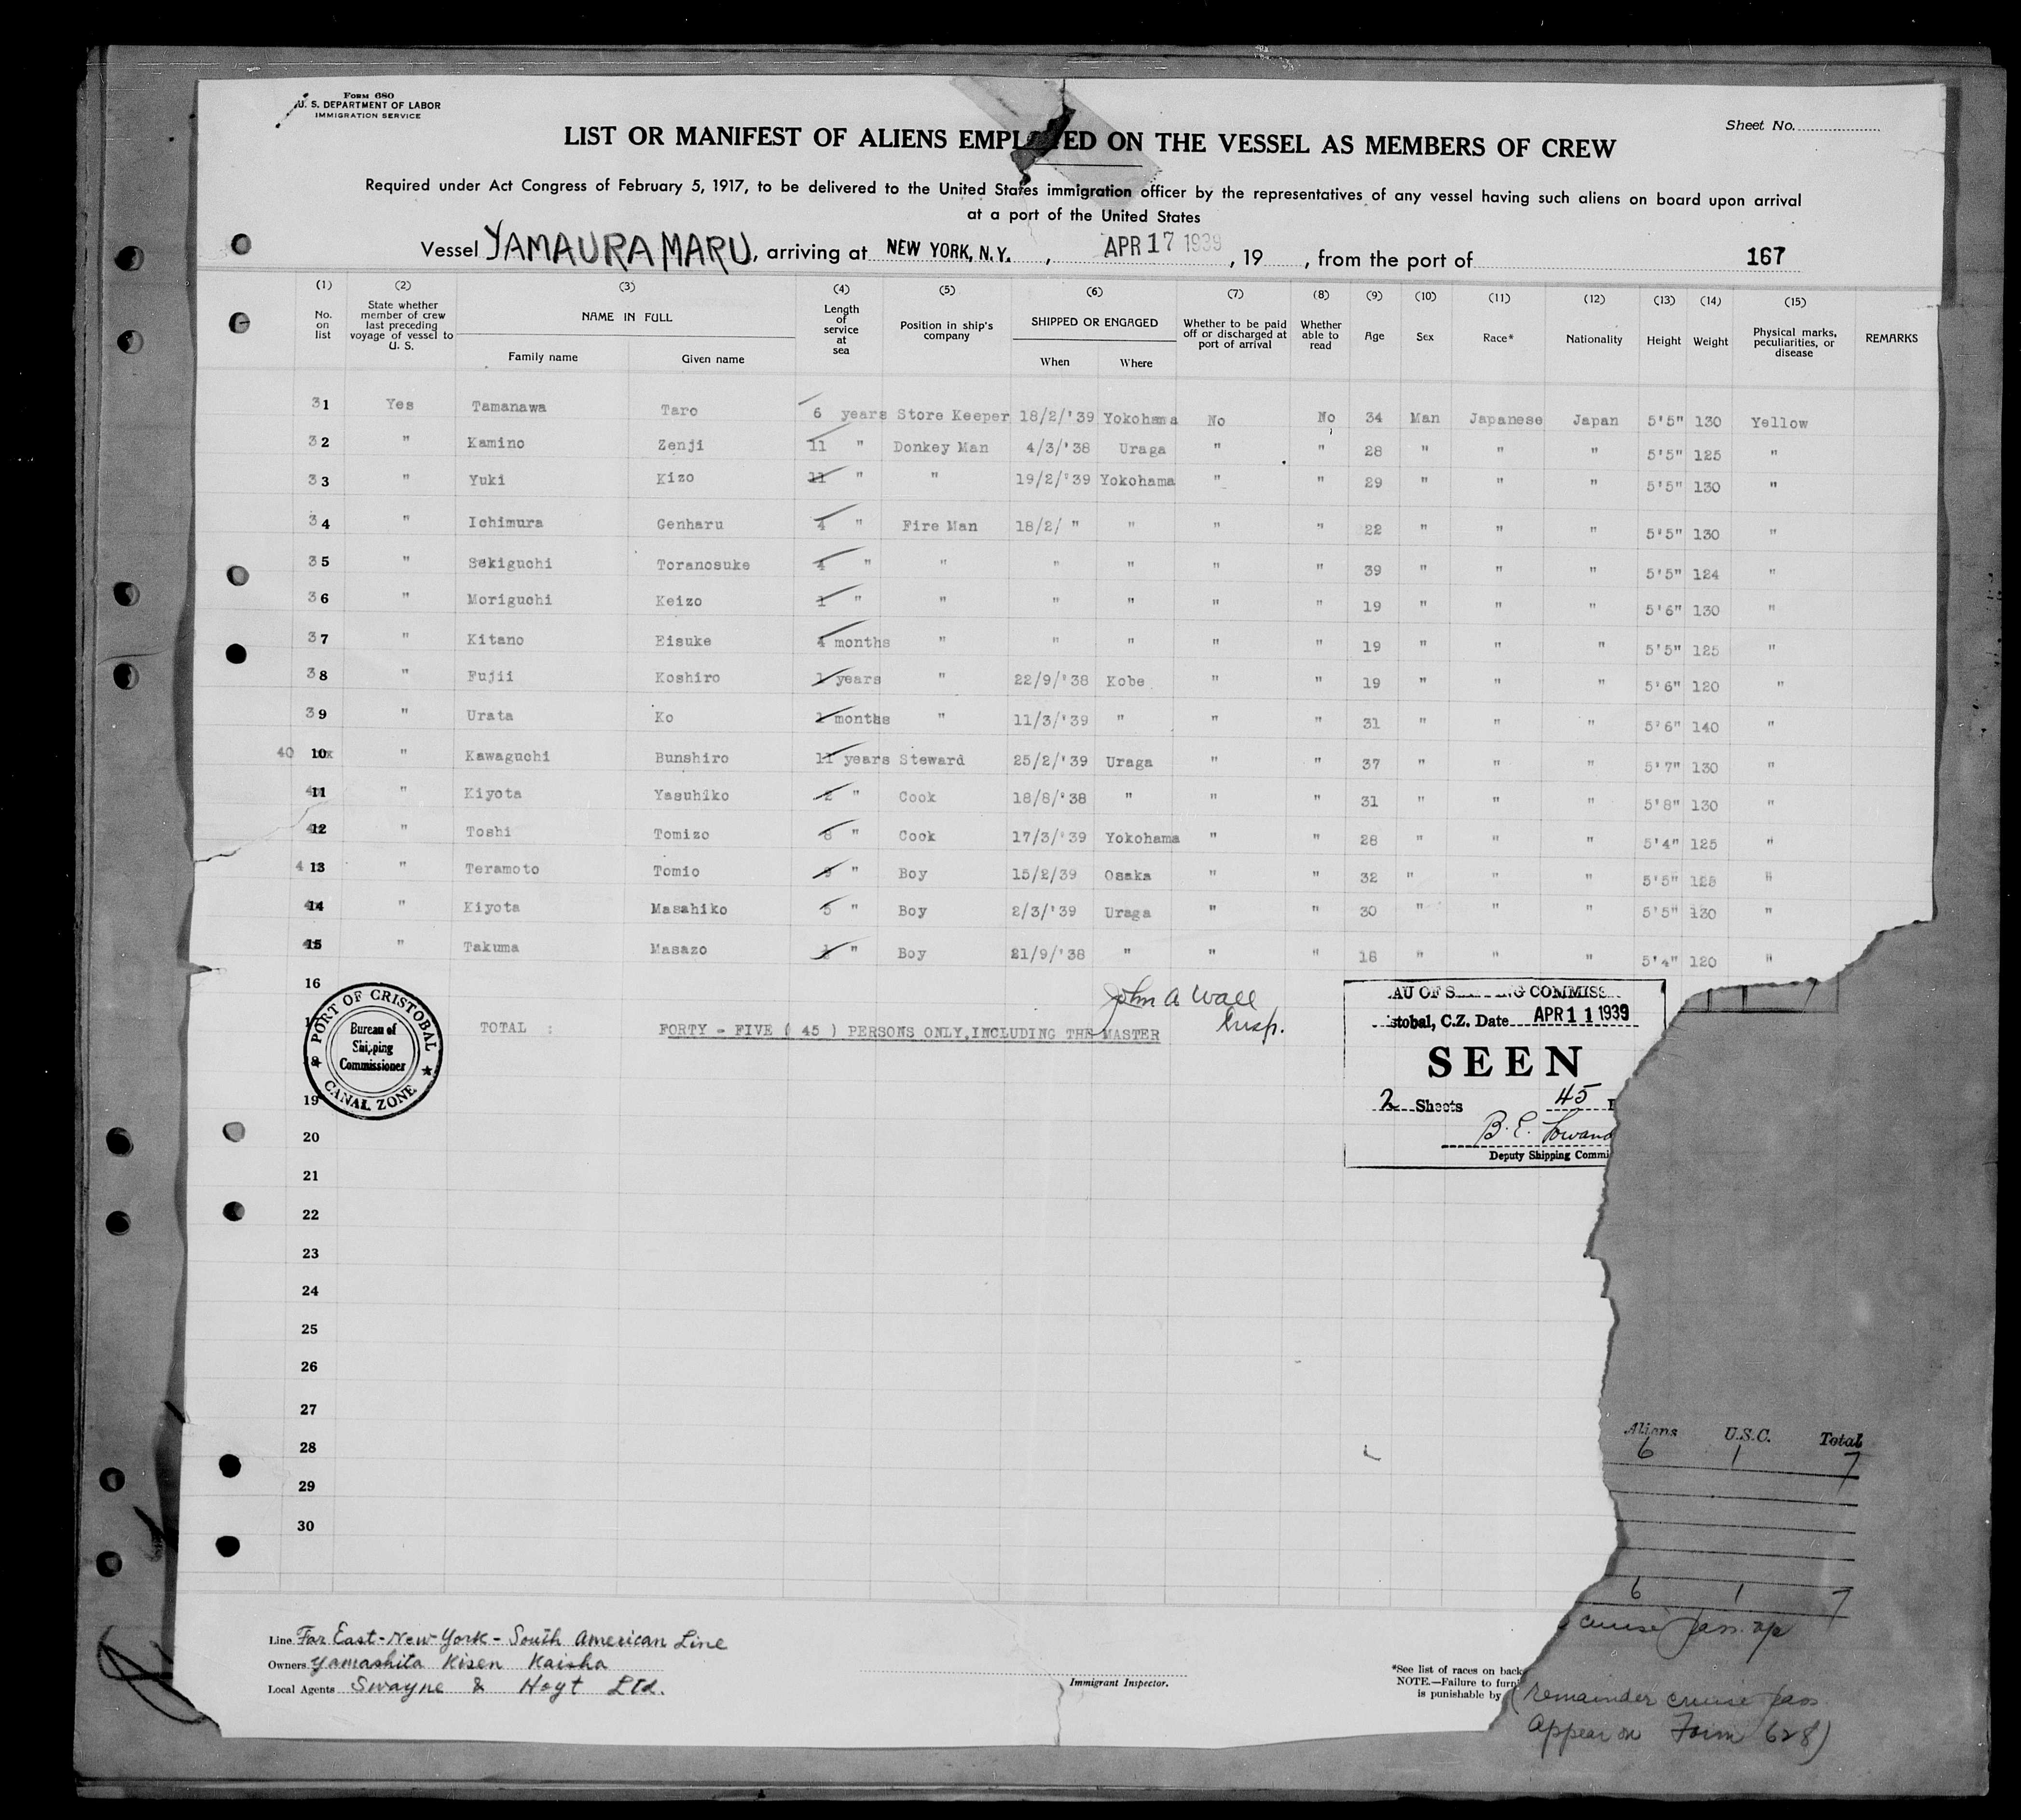 Form 680
U. S. DEPARTMENT OF LABOR
IMMIGRATION SERVICE
Sheet No.
LIST OR MANIFEST OF ALIENS EMPL ED ON THE VESSEL AS MEMBERS OF CREW
Required under Act Congress of February 5, 1917, to be delivered to the United States immigration officer by the representatives of any vessel having such aliens on board upon arrival
at a port of the United States
Vessel YAMAURA MARU, arriving at NEW YORK, N.Y. , APR 17 1939 , 19 , from the port of 167
(1) (2) (3) (4) (5) (6) (7) (8) (9) (10) (11) (12) (13) (14) (15)
No. on list State whether member of crew last preceding voyage of vessel to U. S. NAME IN FULL Family name Given name Length of service at sea Position in ship's company SHIPPED OR ENGAGED When Where Whether to be paid off or discharged at port of arrival Whether able to read Age Sex Race* Nationality Height Weight Physical marks, peculiarities, or disease REMARKS
31 Yes Tamanawa Taro 6 years Store Keeper 18/2/'39 Yokohama No No 34 Man Japanese Japan 5'5" 130 Yellow
32 " Kamino Zenji 11 " Donkey Man 4/3/'38 Uraga " " 28 " " " 5'5" 125 "
33 " Yuki Kizo 11 " " 19/2/'39 Yokohama " " 29 " " " 5'5" 130 "
34 " Ichimura Genharu 4 " Fire Man 18/2/ " " " " 22 " " " 5'5" 130 "
35 " Sekiguchi Toranosuke 4 " " " " " " 39 " " " 5'5" 124 "
36 " Moriguchi Keizo 1 " " " " " " 19 " " " 5'6" 130 "
37 " Kitano Eisuke 4 months " " " " " 19 " " " 5'5" 125 "
38 " Fujii Koshiro 1 years " 22/9/'38 Kobe " " 19 " " " 5'6" 120 "
39 " Urata Ko 1 months " 11/3/'39 " " " 31 " " " 5'6" 140 "
40 10 " Kawaguchi Bunshiro 11 years Steward 25/2/'39 Uraga " " 37 " " " 5'7" 130 "
11 " Kiyota Yasuhiko 2 " Cook 18/8/'38 " " " 31 " " " 5'8" 130 "
12 " Toshi Tomizo 8 " Cook 17/3/'39 Yokohama " " 28 " " " 5'4" 125 "
4 13 " Teramoto Tomio 9 " Boy 15/2/39 Osaka " " 32 " " " 5'5" 125 "
14 " Kiyota Masahiko 5 " Boy 2/3/'39 Uraga " " 30 " " " 5'5" 130 "
15 " Takuma Masazo 1 " Boy 21/9/'38 " " " 18 " " " 5'4" 120 "
16
John A Wall
Insp.
TOTAL : FORTY - FIVE ( 45 ) PERSONS ONLY,INCLUDING THE MASTER
PORT OF CRISTOBAL
Bureau of
Shipping
Commissioner
CANAL ZONE
AU OF S NG COMMISS
stobal, C.Z. Date APR 11 1939
SEEN
2 Sheets 45
B. E.
Deputy Shipping Commi
19
20
21
22
23
24
25
26
27
28
29
30
Aliens U.S.C. Total
6 1 7
6 1 7
cruise pass. op
(remainder cruise pass
appear on Form 628)
Line Far East-New-York-South American Line
Owners Yamashita Kisen Kaisha
Local Agents Swayne & Hoyt Ltd.
Immigrant Inspector.
*See list of races on back
NOTE.—Failure to furni
is punishable by